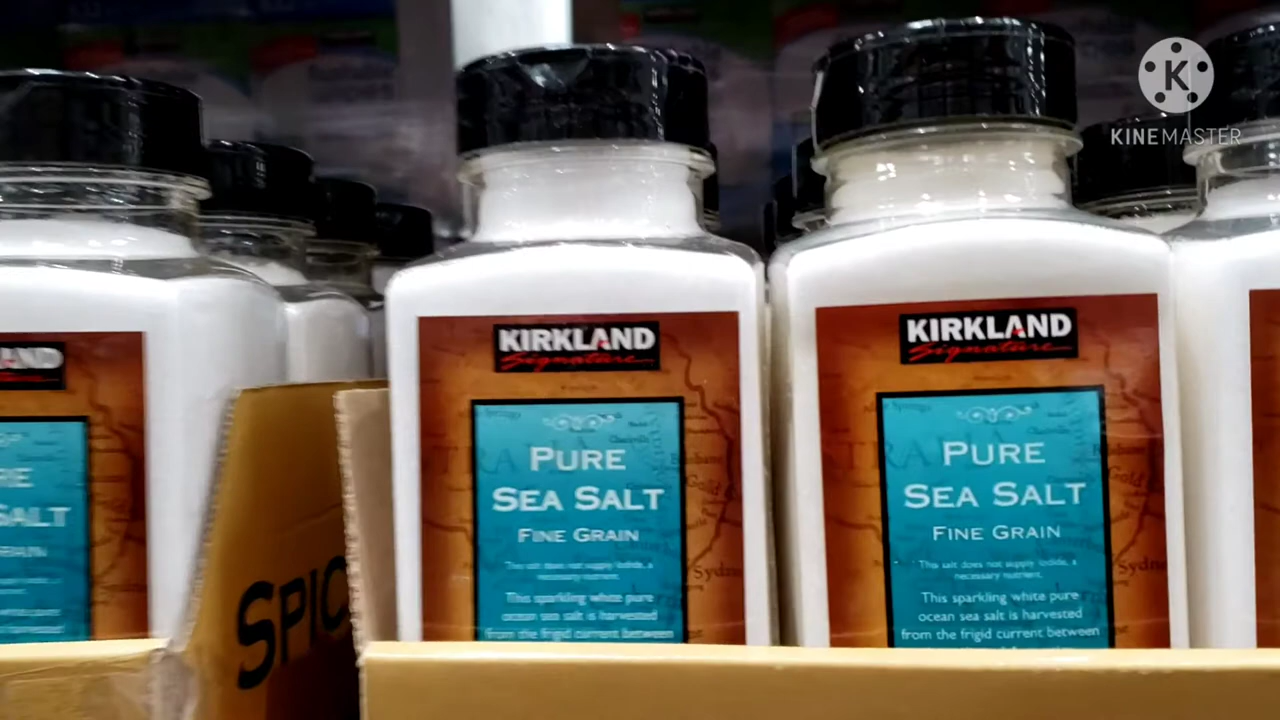 KINEMASTER
KIRKLAND
Signature
PURE
SEA SALT
FINE GRAIN
This salt does not supply iodide, a
necessary nutrient.
This sparkling white pure
ocean sea salt is harvested
from the frigid current between
KIRKLAND
Signature
PURE
SEA SALT
FINE GRAIN
This salt does not supply iodide, a
necessary nutrient.
This sparkling white pure
ocean sea salt is harvested
from the frigid current between
SALT
SPIC